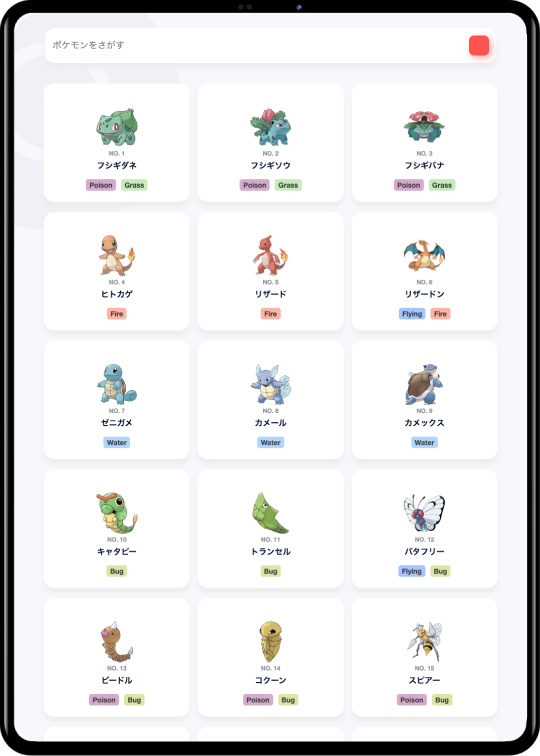 ポケモンをさがす
NO. 1
フシギダネ
Poison Grass
NO. 2
フシギソウ
Poison Grass
NO. 3
フシギバナ
Poison Grass
NO. 4
ヒトカゲ
Fire
NO. 5
リザード
Fire
NO. 6
リザードン
Flying Fire
NO. 7
ゼニガメ
Water
NO. 8
カメール
Water
NO. 9
カメックス
Water
NO. 10
キャタピー
Bug
NO. 11
トランセル
Bug
NO. 12
バタフリー
Flying Bug
NO. 13
ビードル
Poison Bug
NO. 14
コクーン
Poison Bug
NO. 15
スピアー
Poison Bug